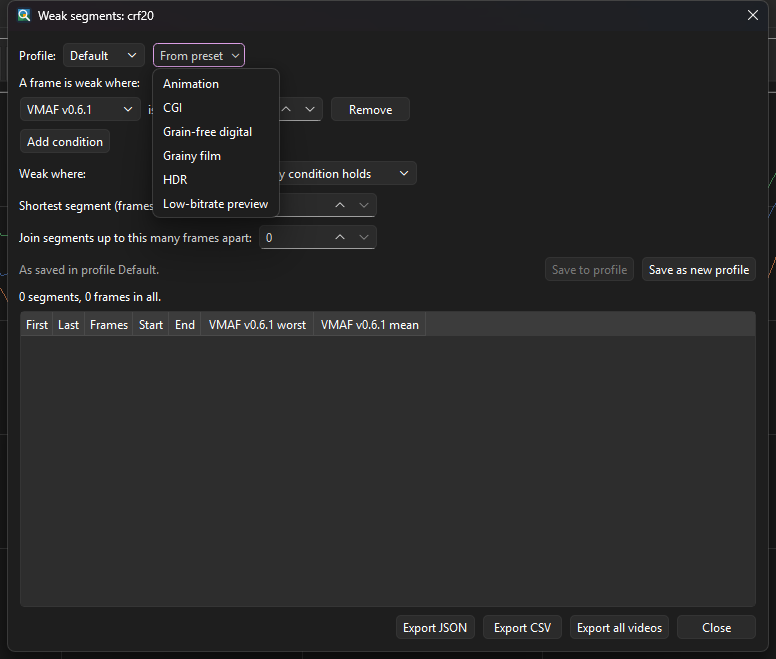 Weak segments: crf20
Profile: Default From preset
Animation
A frame is weak where:
CGI
VMAF v0.6.1 Remove
Grain-free digital
Add condition
Grainy film
Weak where: condition holds
HDR
Shortest segment
Low-bitrate preview
Join segments up to this many frames apart: 0
As saved in profile Default. Save to profile Save as new profile
0 segments, 0 frames in all.
First Last Frames Start End VMAF v0.6.1 worst VMAF v0.6.1 mean
Export JSON Export CSV Export all videos Close